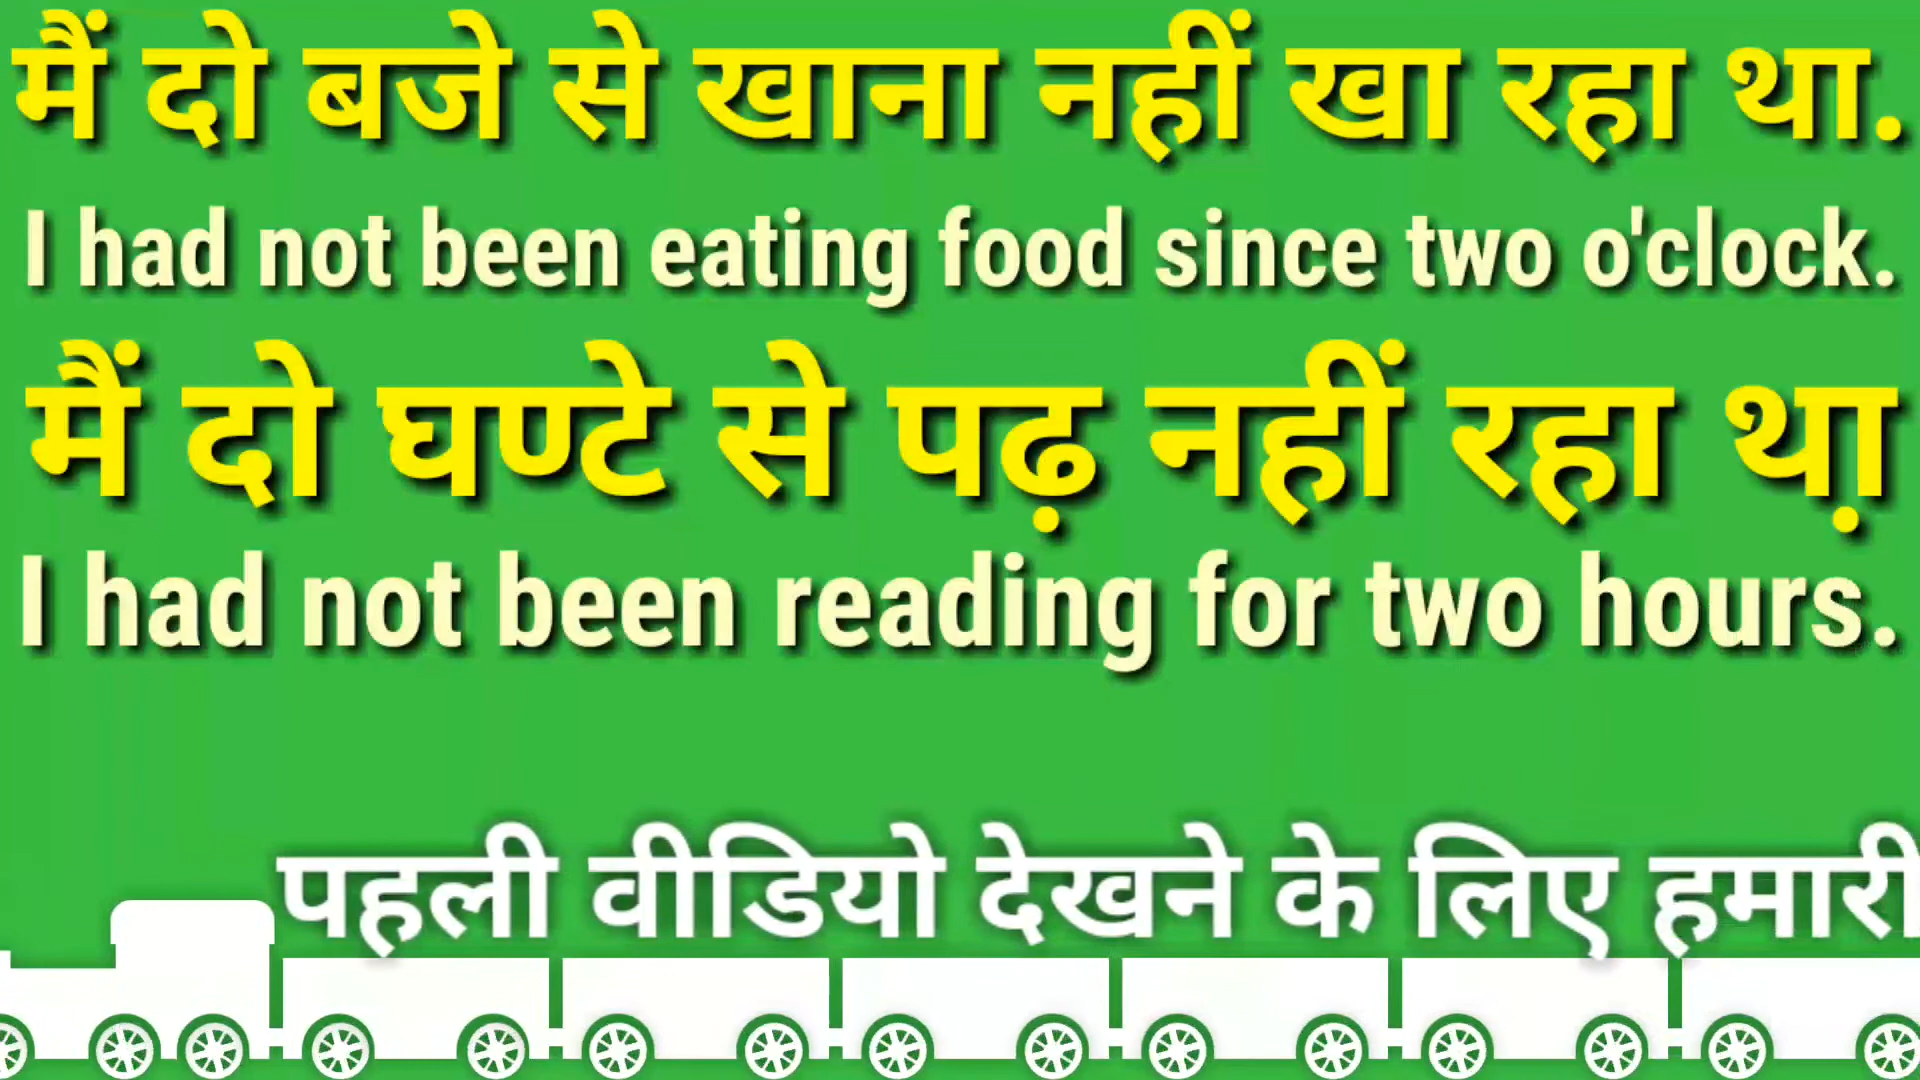 मैं दो बजे से खाना नहीं खा रहा था.
I had not been eating food since two o'clock.
मैं दो घण्टे से पढ़ नहीं रहा था़
I had not been reading for two hours.
पहली वीडियो देखने के लिए हमारी